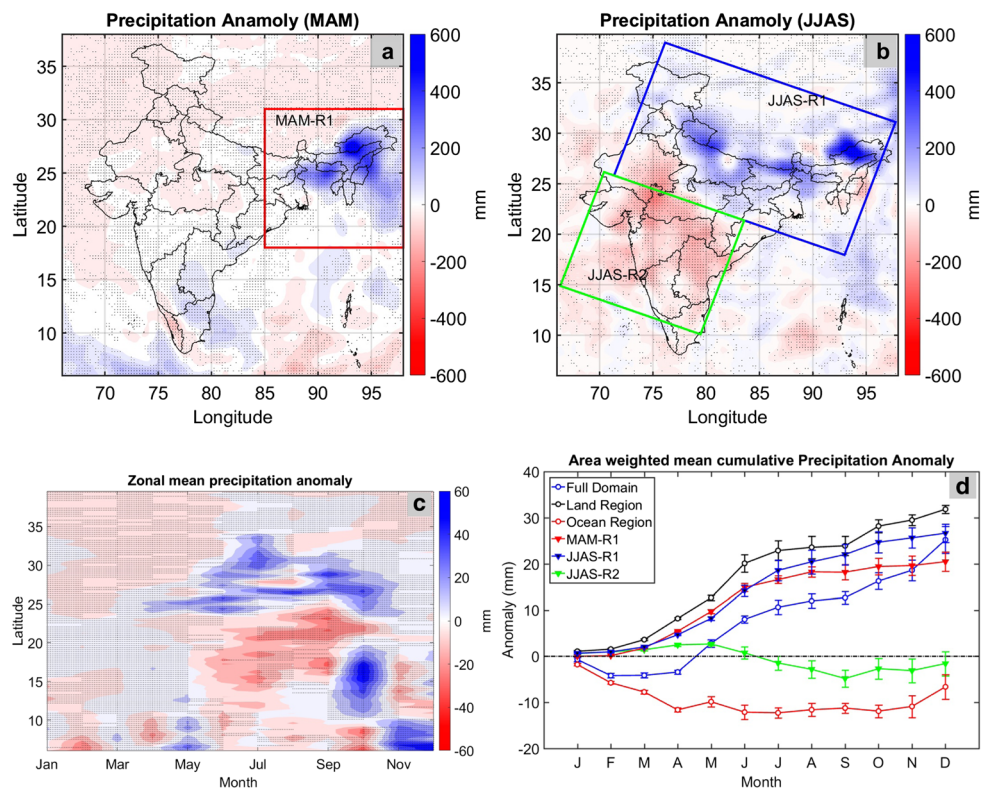 Precipitation Anamoly (MAM)
a
MAM-R1
35
30
25
20
15
10
70
75
80
85
90
95
Latitude
Longitude
600
400
200
0
-200
-400
-600
mm
Precipitation Anamoly (JJAS)
b
JJAS-R1
JJAS-R2
35
30
25
20
15
10
70
75
80
85
90
95
Latitude
Longitude
600
400
200
0
-200
-400
-600
mm
Zonal mean precipitation anomaly
c
35
30
25
20
15
10
Jan
Mar
May
Jul
Sep
Nov
Latitude
Month
60
40
20
0
-20
-40
-60
mm
Area weighted mean cumulative Precipitation Anomaly
d
Full Domain
Land Region
Ocean Region
MAM-R1
JJAS-R1
JJAS-R2
40
30
20
10
0
-10
-20
J
F
M
A
M
J
J
A
S
O
N
D
Anomaly (mm)
Month